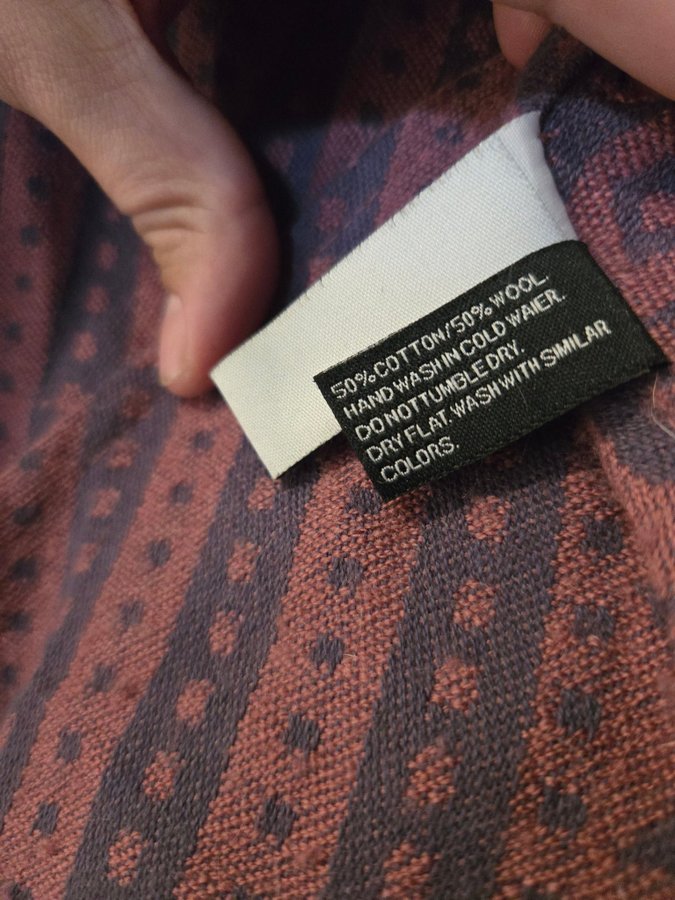 50% COTTON/50% WOOL.
HAND WASH IN COLD WAIER.
DO NOT TUMBLE DRY.
DRY FLAT. WASH WITH SIMILAR
COLORS.